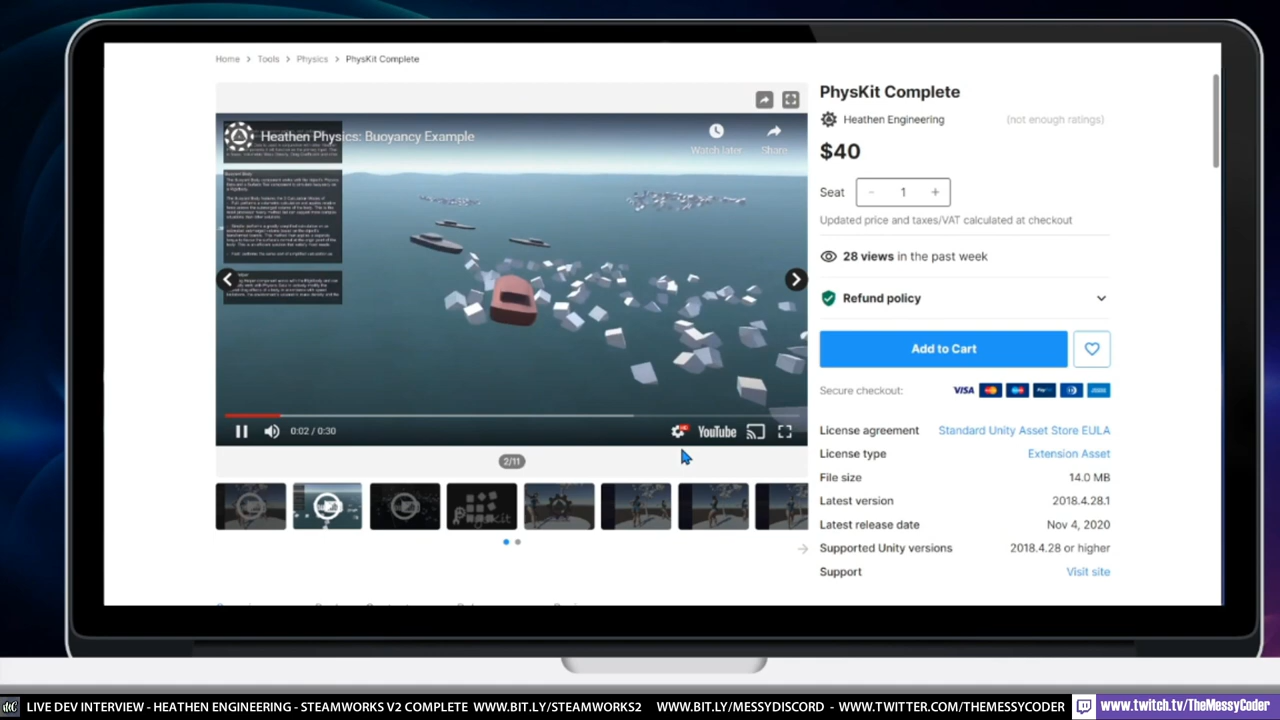 Home > Tools > Physics > PhysKit Complete
Heathen Physics: Buoyancy Example
Watch later
Share
0:02 / 0:30
YouTube
2/11
PhysKit Complete
Heathen Engineering
(not enough ratings)
$40
Seat - 1 +
Updated price and taxes/VAT calculated at checkout
28 views in the past week
Refund policy
Add to Cart
Secure checkout: VISA
License agreement Standard Unity Asset Store EULA
License type Extension Asset
File size 14.0 MB
Latest version 2018.4.28.1
Latest release date Nov 4, 2020
Supported Unity versions 2018.4.28 or higher
Support Visit site
LIVE DEV INTERVIEW - HEATHEN ENGINEERING - STEAMWORKS V2 COMPLETE WWW.BIT.LY/STEAMWORKS2 WWW.BIT.LY/MESSYDISCORD - WWW.TWITTER.COM/THEMESSYCODER
www.twitch.tv/TheMessyCoder